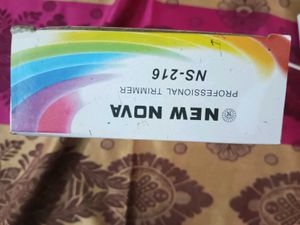 NEW NOVA
PROFESSIONAL TRIMMER
NS-216